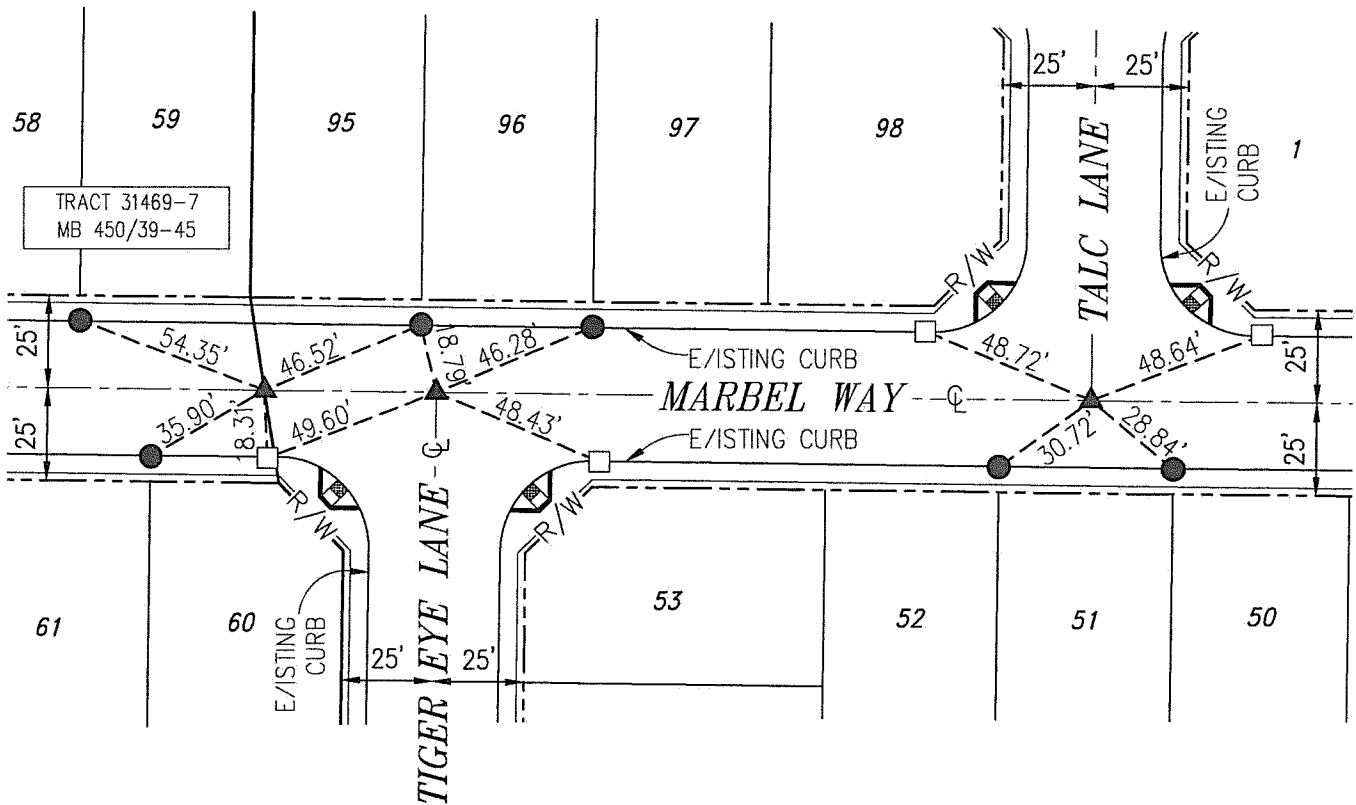 25'
25'
58
59
95
96
97
98
1
TALC LANE
E/ISTING
CURB
TRACT 31469-7
MB 450/39-45
R/W
R/W
25'
54.35'
46.52'
18.79'
46.28'
E/ISTING CURB
48.72'
48.64'
25'
MARBEL WAY
℄
25'
35.90'
18.31'
49.60'
℄
48.43'
E/ISTING CURB
30.72'
28.84'
25'
R/W
R/W
61
60
E/ISTING
CURB
25'
25'
TIGER EYE LANE
53
52
51
50